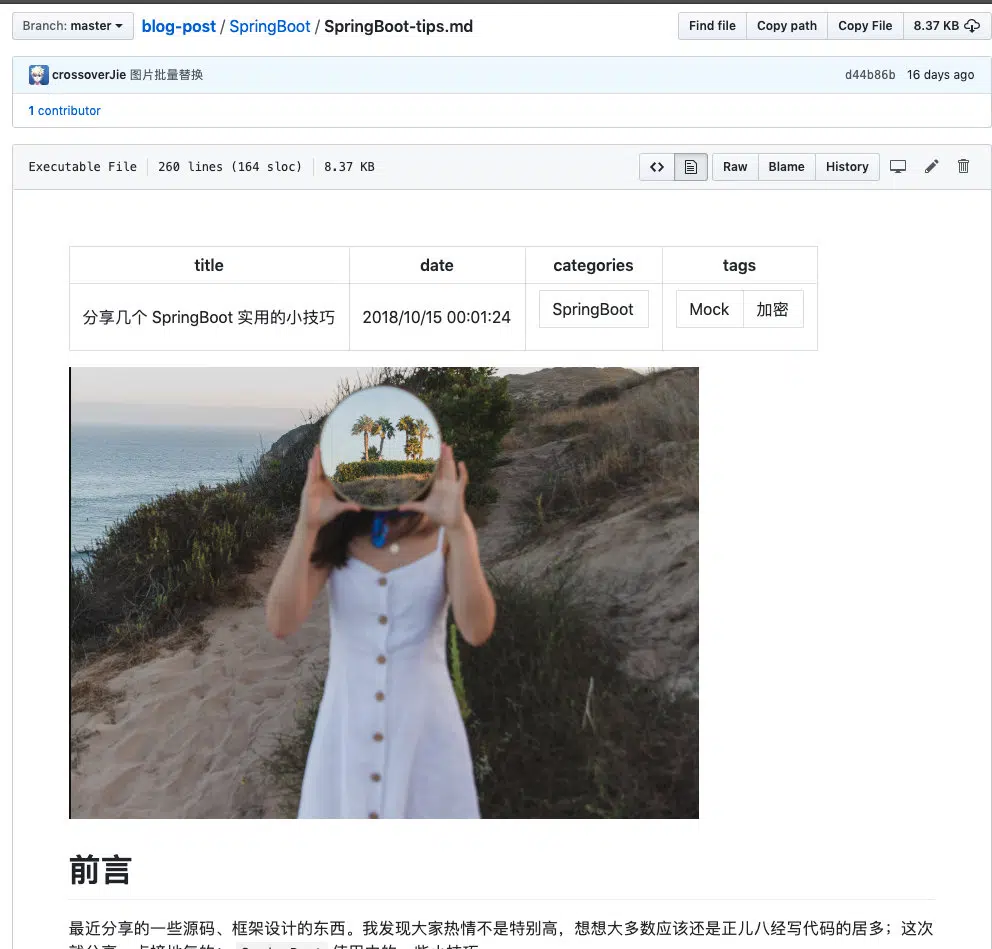 Branch: master blog-post / SpringBoot / SpringBoot-tips.md Find file Copy path Copy File 8.37 KB
crossoverJie 图片批量替换 d44b86b 16 days ago
1 contributor
Executable File 260 lines (164 sloc) 8.37 KB <> Raw Blame History
title date categories tags
分享几个 SpringBoot 实用的小技巧 2018/10/15 00:01:24 SpringBoot Mock 加密
前言
最近分享的一些源码、框架设计的东西。我发现大家热情不是特别高，想想大多数应该还是正儿八经写代码的居多；这次
就分享一点接地气的： SpringBoot 使用中的一些小技巧